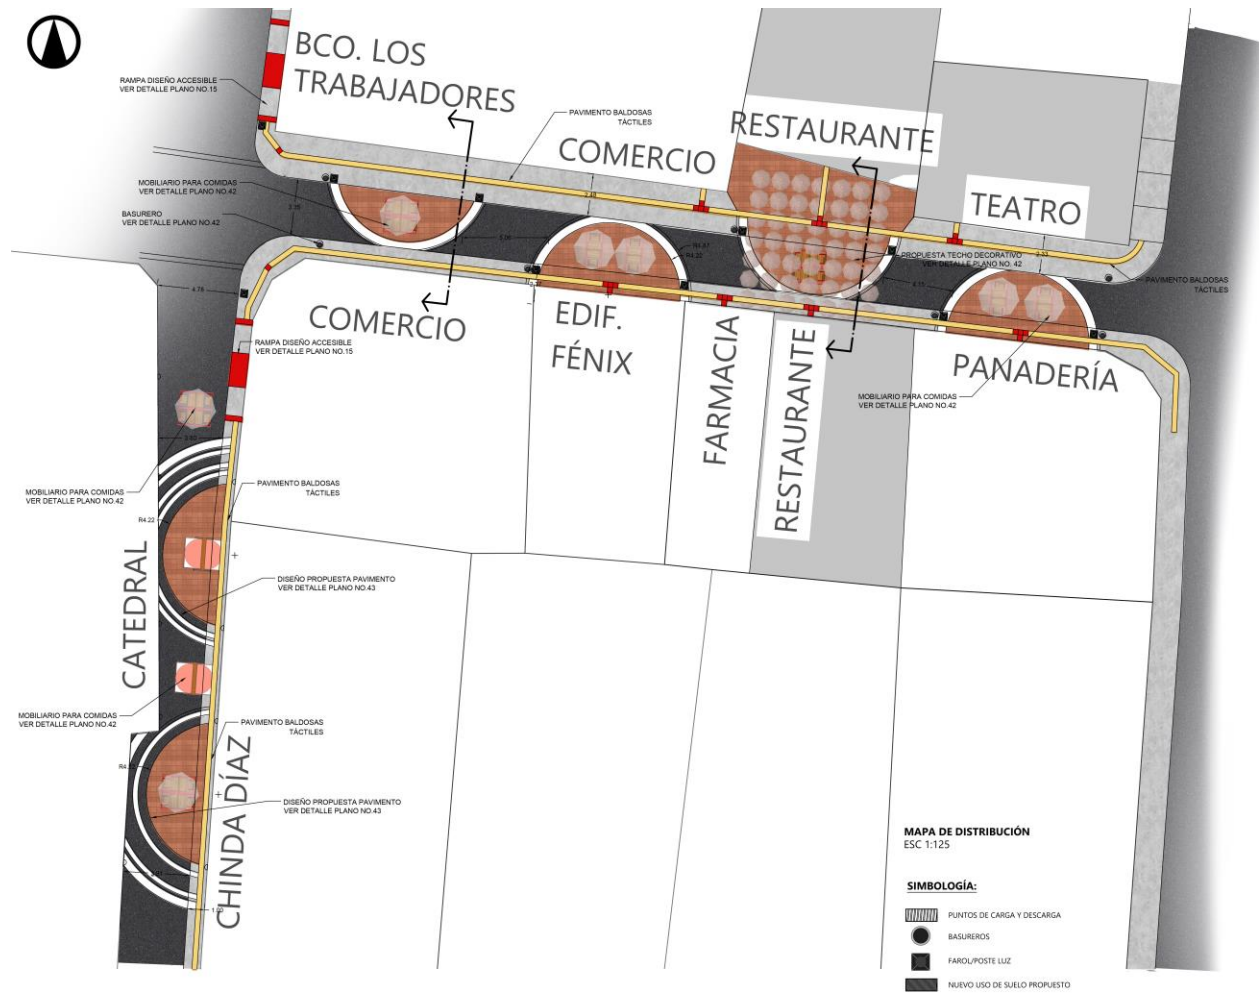 BCO. LOS
TRABAJADORES
RAMPA DISEÑO ACCESIBLE
VER DETALLE PLANO NO.15
PAVIMENTO BALDOSAS
TÁCTILES
COMERCIO
RESTAURANTE
TEATRO
MOBILIARIO PARA COMIDAS
VER DETALLE PLANO NO.42
BASURERO
VER DETALLE PLANO NO.42
PROPUESTA TECHO DECORATIVO
VER DETALLE PLANO NO. 42
PAVIMENTO BALDOSAS
TÁCTILES
R4.22
4.78
COMERCIO
EDIF.
FÉNIX
FARMACIA
RESTAURANTE
PANADERÍA
RAMPA DISEÑO ACCESIBLE
VER DETALLE PLANO NO.15
MOBILIARIO PARA COMIDAS
VER DETALLE PLANO NO.42
MOBILIARIO PARA COMIDAS
VER DETALLE PLANO NO.42
PAVIMENTO BALDOSAS
TÁCTILES
R4.22
CATEDRAL
DISEÑO PROPUESTA PAVIMENTO
VER DETALLE PLANO NO.43
MOBILIARIO PARA COMIDAS
VER DETALLE PLANO NO.42
PAVIMENTO BALDOSAS
TÁCTILES
CHINDA DÍAZ
DISEÑO PROPUESTA PAVIMENTO
VER DETALLE PLANO NO.43
MAPA DE DISTRIBUCIÓN
ESC 1:125
SIMBOLOGÍA:
PUNTOS DE CARGA Y DESCARGA
BASUREROS
FAROL/POSTE LUZ
NUEVO USO DE SUELO PROPUESTO